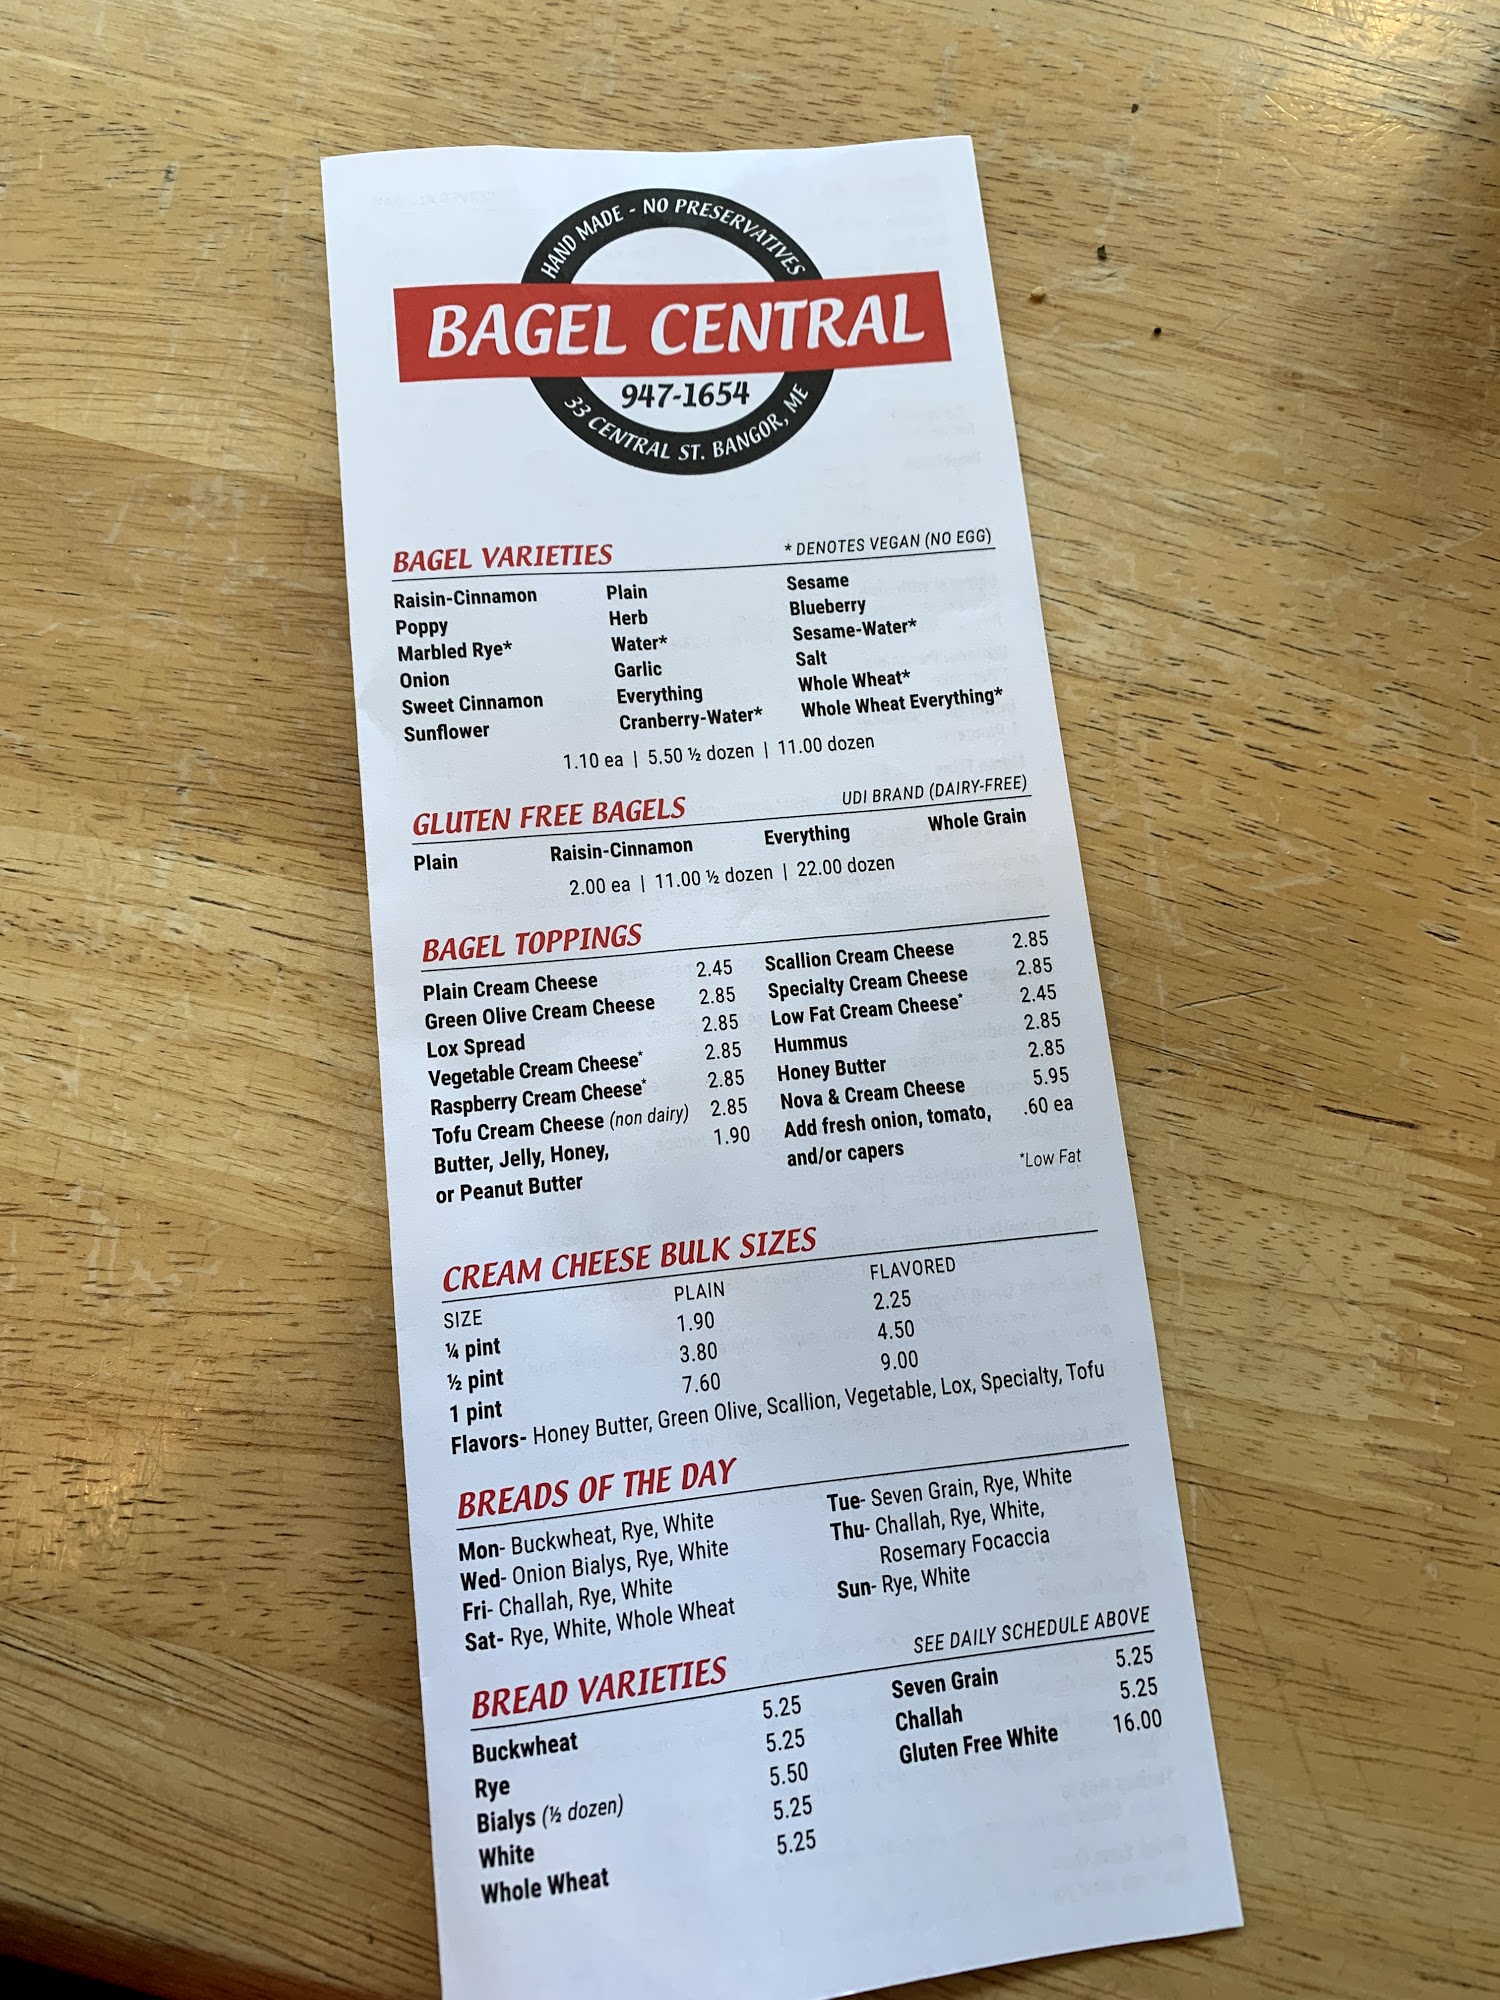 HAND MADE - NO PRESERVATIVES
BAGEL CENTRAL
947-1654
33 CENTRAL ST. BANGOR, ME
BAGEL VARIETIES * DENOTES VEGAN (NO EGG)
Raisin-Cinnamon Plain Sesame
Poppy Herb Blueberry
Marbled Rye* Water* Sesame-Water*
Onion Garlic Salt
Sweet Cinnamon Everything Whole Wheat*
Sunflower Cranberry-Water* Whole Wheat Everything*
1.10 ea | 5.50 ½ dozen | 11.00 dozen
GLUTEN FREE BAGELS UDI BRAND (DAIRY-FREE)
Plain Raisin-Cinnamon Everything Whole Grain
2.00 ea | 11.00 ½ dozen | 22.00 dozen
BAGEL TOPPINGS
Plain Cream Cheese 2.45 Scallion Cream Cheese 2.85
Green Olive Cream Cheese 2.85 Specialty Cream Cheese 2.85
Lox Spread 2.85 Low Fat Cream Cheese* 2.45
Vegetable Cream Cheese* 2.85 Hummus 2.85
Raspberry Cream Cheese* 2.85 Honey Butter 2.85
Tofu Cream Cheese (non dairy) 2.85 Nova & Cream Cheese 5.95
Butter, Jelly, Honey, 1.90 Add fresh onion, tomato, .60 ea
or Peanut Butter and/or capers
*Low Fat
CREAM CHEESE BULK SIZES
SIZE PLAIN FLAVORED
¼ pint 1.90 2.25
½ pint 3.80 4.50
1 pint 7.60 9.00
Flavors- Honey Butter, Green Olive, Scallion, Vegetable, Lox, Specialty, Tofu
BREADS OF THE DAY
Mon- Buckwheat, Rye, White Tue- Seven Grain, Rye, White
Wed- Onion Bialys, Rye, White Thu- Challah, Rye, White,
Rosemary Focaccia
Fri- Challah, Rye, White Sun- Rye, White
Sat- Rye, White, Whole Wheat
BREAD VARIETIES SEE DAILY SCHEDULE ABOVE
Buckwheat 5.25 Seven Grain 5.25
Rye 5.25 Challah 5.25
Bialys (½ dozen) 5.50 Gluten Free White 16.00
White 5.25
Whole Wheat 5.25